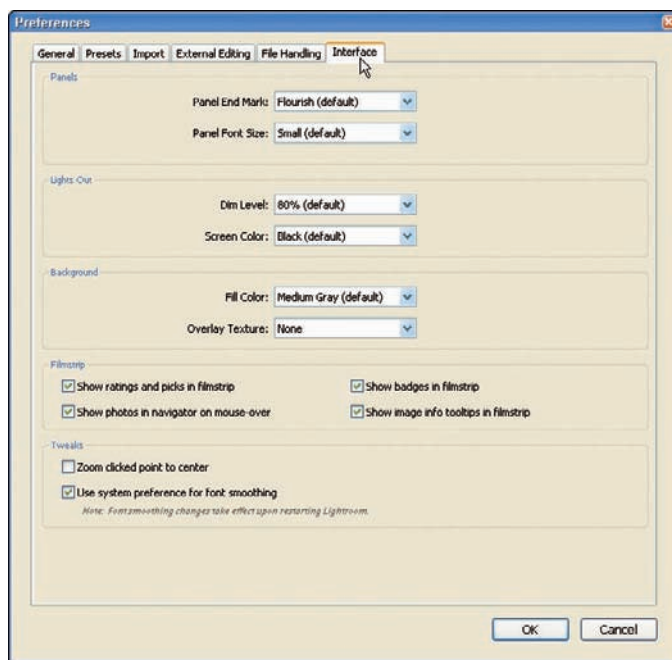 Preferences
General Presets Import External Editing File Handling Interface
Panels
Panel End Mark: Flourish (default)
Panel Font Size: Small (default)
Lights Out
Dim Level: 80% (default)
Screen Color: Black (default)
Background
Fill Color: Medium Gray (default)
Overlay Texture: None
Filmstrip
Show ratings and picks in filmstrip Show badges in filmstrip
Show photos in navigator on mouse-over Show image info tooltips in filmstrip
Tweaks
Zoom clicked point to center
Use system preference for font smoothing
Note: Font smoothing changes take effect upon restarting Lightroom.
OK Cancel